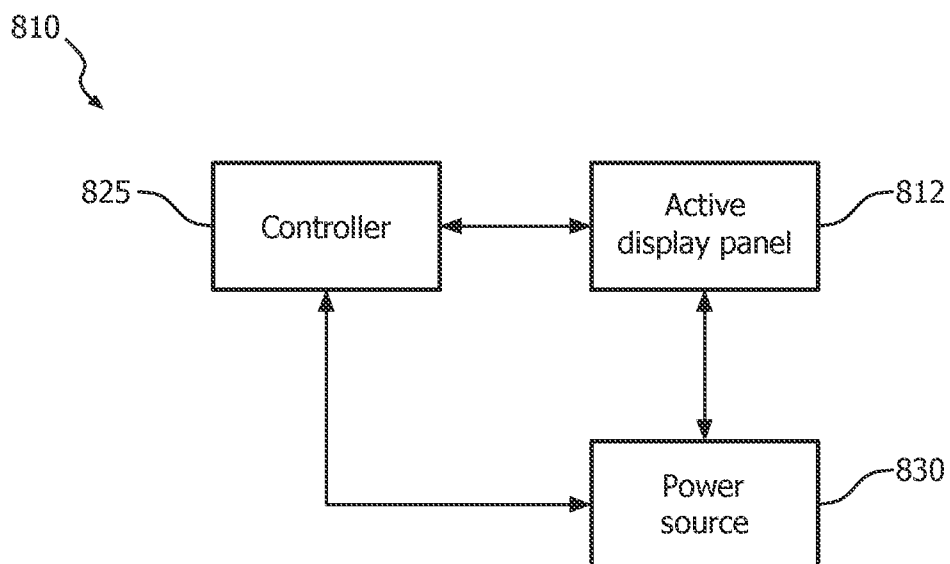 810
825
Controller
Active
display panel
812
Power
source
830